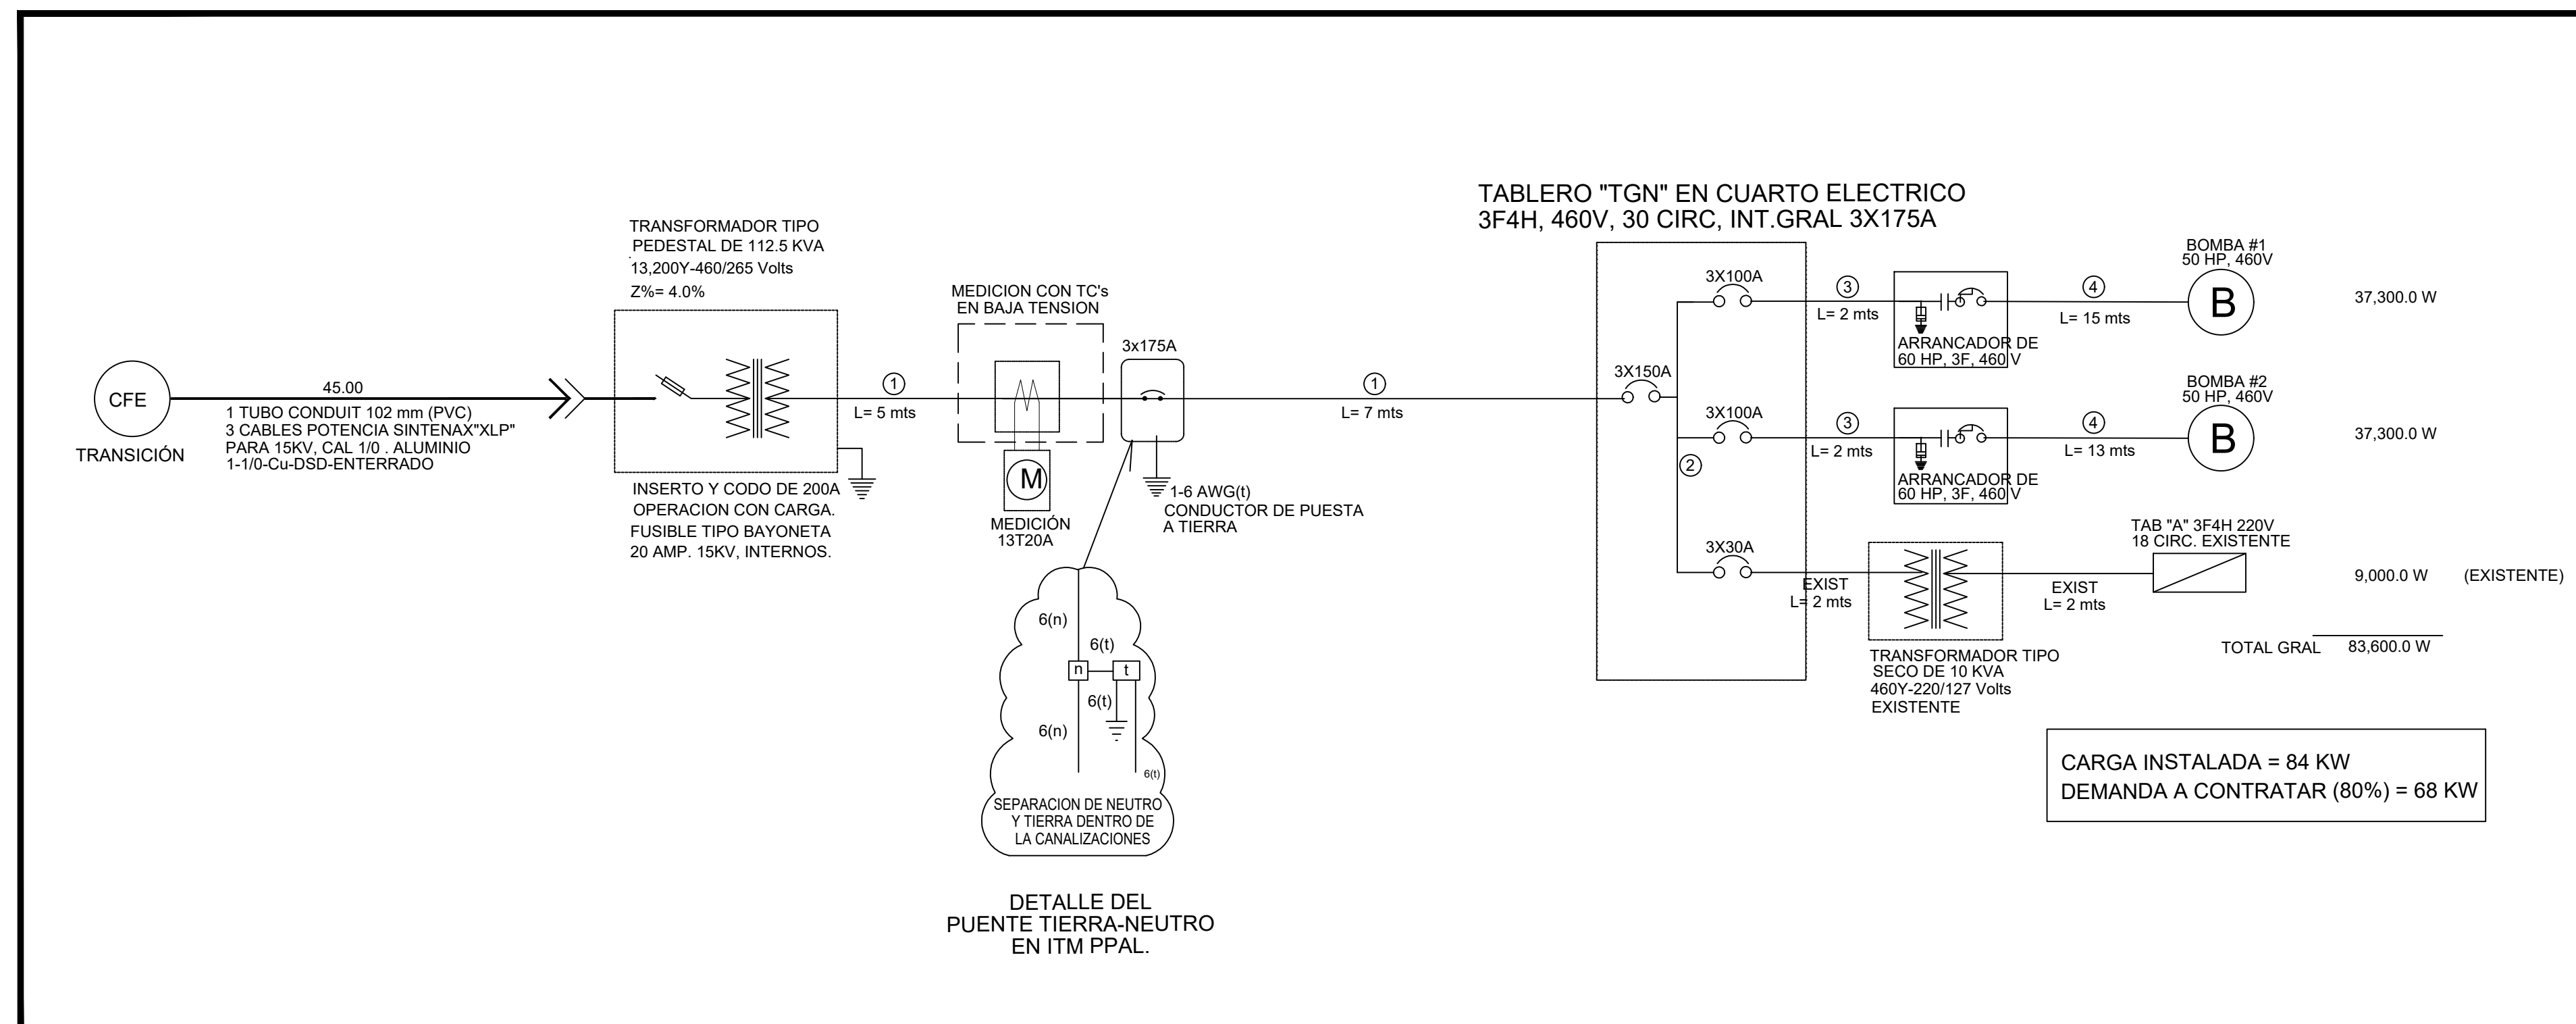 TABLERO "TGN" EN CUARTO ELECTRICO
3F4H, 460V, 30 CIRC, INT.GRAL 3X175A
CFE
TRANSICIÓN
45.00
1 TUBO CONDUIT 102 mm (PVC)
3 CABLES POTENCIA SINTENAX"XLP"
PARA 15KV, CAL 1/0 . ALUMINIO
1-1/0-Cu-DSD-ENTERRADO
TRANSFORMADOR TIPO
PEDESTAL DE 112.5 KVA
13,200Y-460/265 Volts
Z%= 4.0%
INSERTO Y CODO DE 200A
OPERACION CON CARGA.
FUSIBLE TIPO BAYONETA
20 AMP. 15KV, INTERNOS.
1
L= 5 mts
MEDICION CON TC's
EN BAJA TENSION
M
MEDICIÓN
13T20A
3x175A
1-6 AWG(t)
CONDUCTOR DE PUESTA
A TIERRA
6(n)
6(t)
n
t
6(t)
6(n)
6(t)
SEPARACION DE NEUTRO
Y TIERRA DENTRO DE
LA CANALIZACIONES
DETALLE DEL
PUENTE TIERRA-NEUTRO
EN ITM PPAL.
1
L= 7 mts
3X150A
2
3X100A
3
L= 2 mts
ARRANCADOR DE
60 HP, 3F, 460 V
4
L= 15 mts
BOMBA #1
50 HP, 460V
B
37,300.0 W
3X100A
3
L= 2 mts
ARRANCADOR DE
60 HP, 3F, 460 V
4
L= 13 mts
BOMBA #2
50 HP, 460V
B
37,300.0 W
3X30A
EXIST
L= 2 mts
TRANSFORMADOR TIPO
SECO DE 10 KVA
460Y-220/127 Volts
EXISTENTE
EXIST
L= 2 mts
TAB "A" 3F4H 220V
18 CIRC. EXISTENTE
9,000.0 W (EXISTENTE)
TOTAL GRAL 83,600.0 W
CARGA INSTALADA = 84 KW
DEMANDA A CONTRATAR (80%) = 68 KW